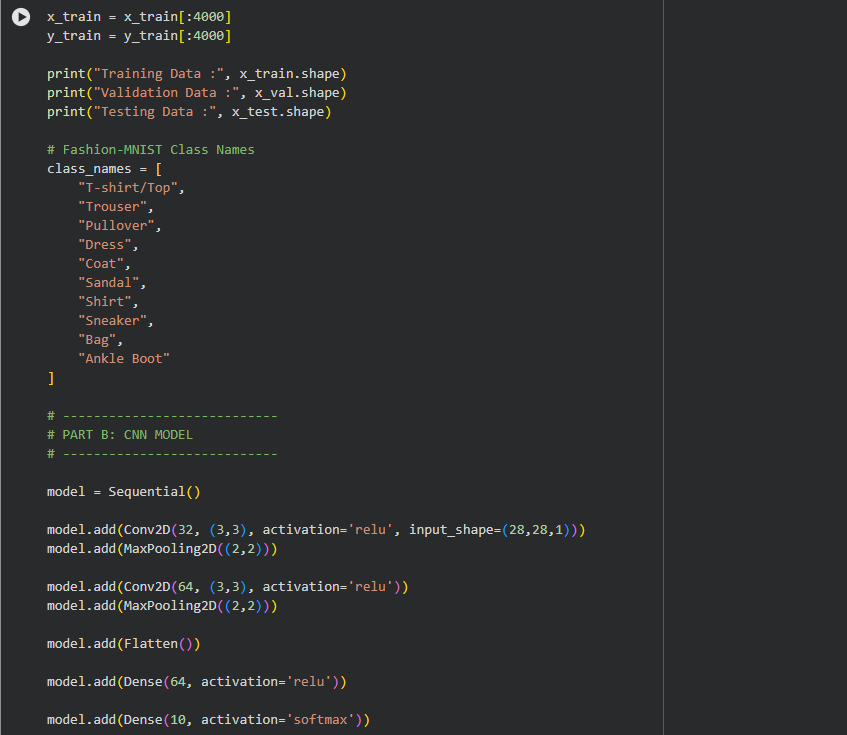 x_train = x_train[:4000]
y_train = y_train[:4000]
print("Training Data :", x_train.shape)
print("Validation Data :", x_val.shape)
print("Testing Data :", x_test.shape)
# Fashion-MNIST Class Names
class_names = [
"T-shirt/Top",
"Trouser",
"Pullover",
"Dress",
"Coat",
"Sandal",
"Shirt",
"Sneaker",
"Bag",
"Ankle Boot"
]
# ----------------------------
# PART B: CNN MODEL
# ----------------------------
model = Sequential()
model.add(Conv2D(32, (3,3), activation='relu', input_shape=(28,28,1)))
model.add(MaxPooling2D((2,2)))
model.add(Conv2D(64, (3,3), activation='relu'))
model.add(MaxPooling2D((2,2)))
model.add(Flatten())
model.add(Dense(64, activation='relu'))
model.add(Dense(10, activation='softmax'))